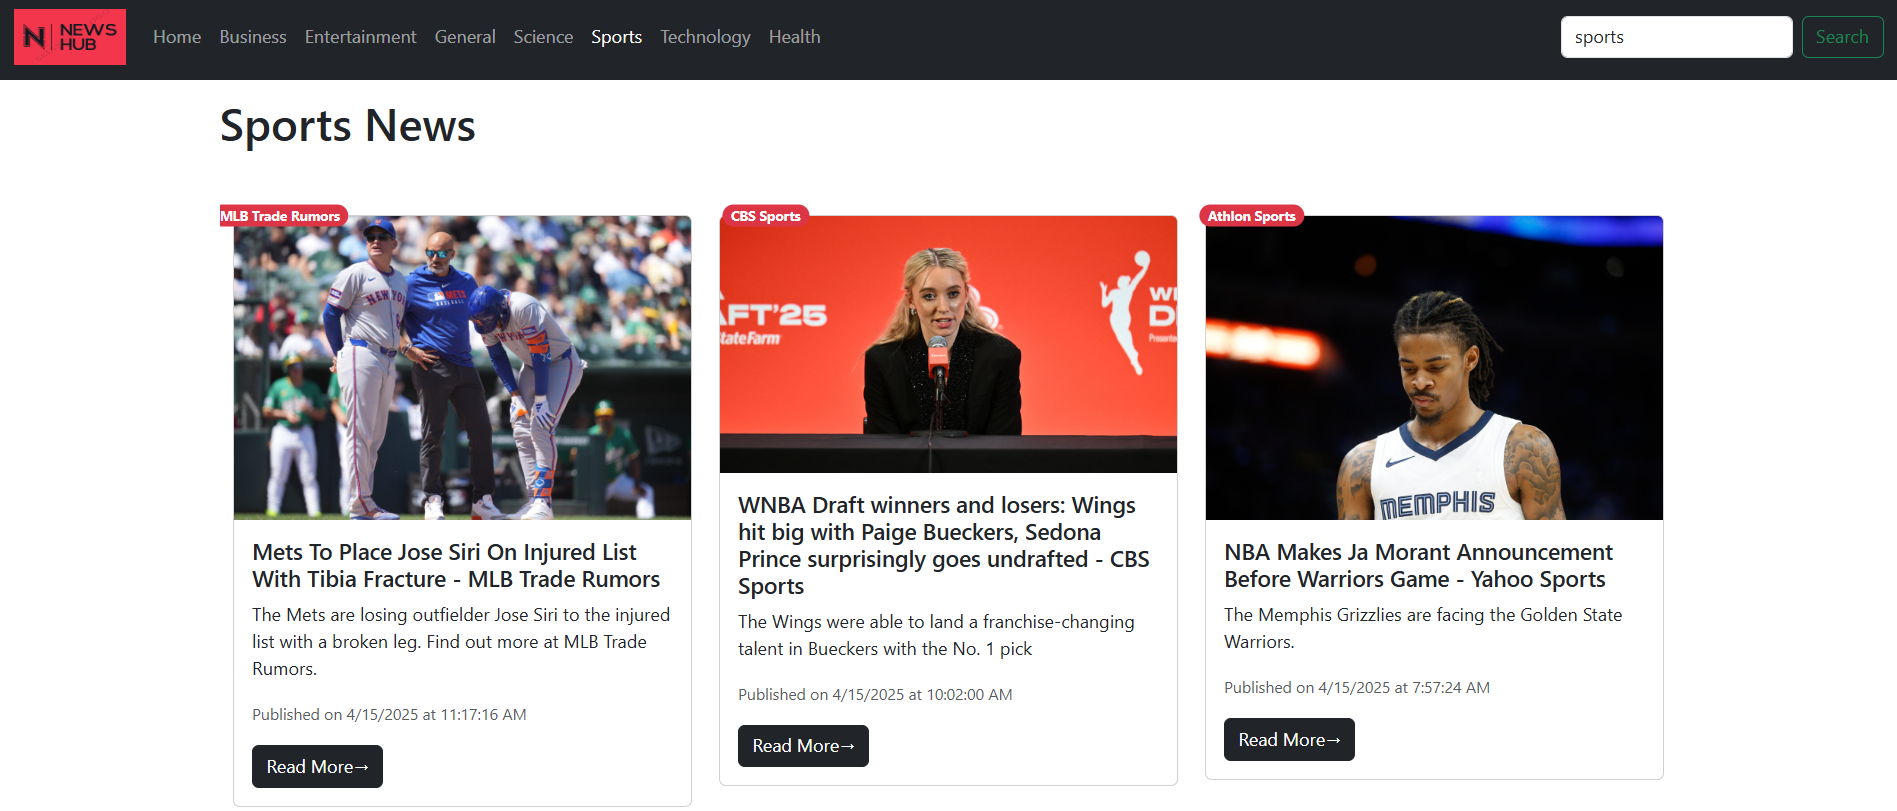 NEWS
HUB
Home Business Entertainment General Science Sports Technology Health
sports
Search
Sports News
MLB Trade Rumors
NEW YORK
METS
BASEBALL
NEW ERA
Mets To Place Jose Siri On Injured List
With Tibia Fracture - MLB Trade Rumors
The Mets are losing outfielder Jose Siri to the injured
list with a broken leg. Find out more at MLB Trade
Rumors.
Published on 4/15/2025 at 11:17:16 AM
Read More→
CBS Sports
AFT'25
StateFarm
W
D
Presente
WNBA Draft winners and losers: Wings
hit big with Paige Bueckers, Sedona
Prince surprisingly goes undrafted - CBS
Sports
The Wings were able to land a franchise-changing
talent in Bueckers with the No. 1 pick
Published on 4/15/2025 at 10:02:00 AM
Read More→
Athlon Sports
MEMPHIS
NBA Makes Ja Morant Announcement
Before Warriors Game - Yahoo Sports
The Memphis Grizzlies are facing the Golden State
Warriors.
Published on 4/15/2025 at 7:57:24 AM
Read More→